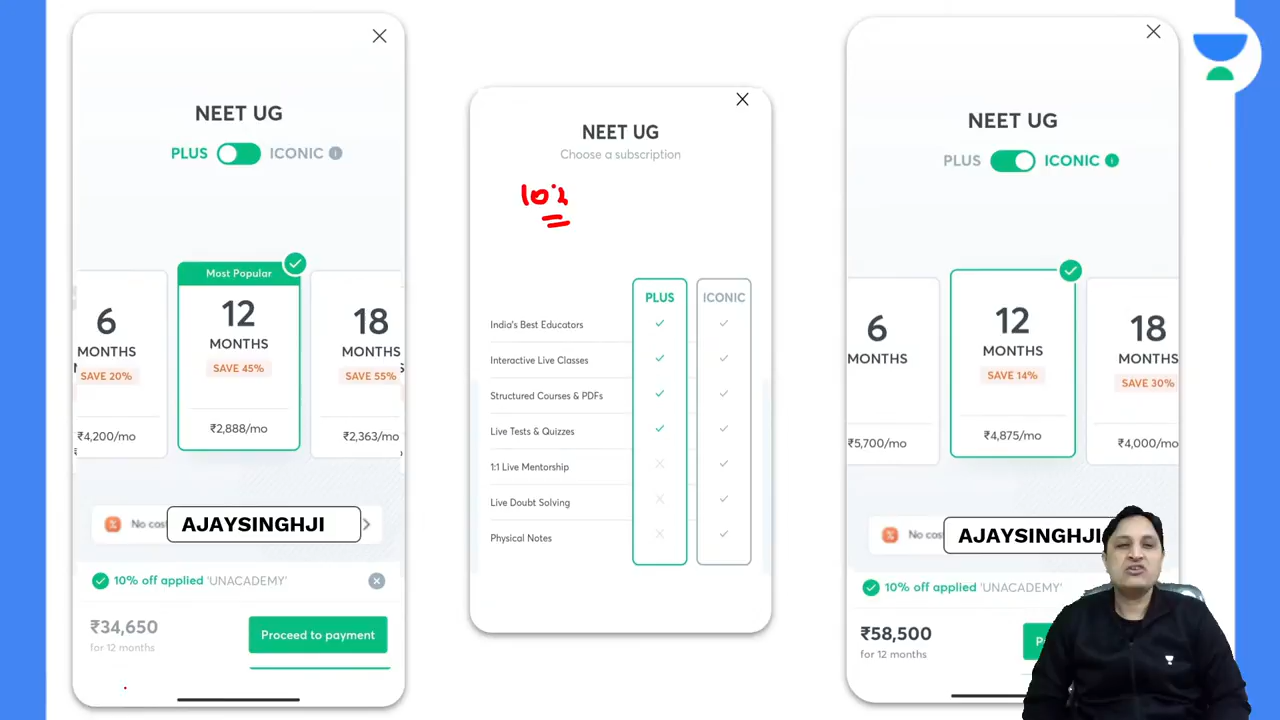 NEET UG
PLUS ICONIC i
Most Popular
6
MONTHS
SAVE 20%
₹4,200/mo
12
MONTHS
SAVE 45%
₹2,888/mo
18
MONTHS
SAVE 55%
₹2,363/mo
No cost
AJAYSINGHJI
10% off applied 'UNACADEMY'
₹34,650
for 12 months
Proceed to payment
NEET UG
Choose a subscription
10%
PLUS ICONIC
India's Best Educators
Interactive Live Classes
Structured Courses & PDFs
Live Tests & Quizzes
1:1 Live Mentorship
Live Doubt Solving
Physical Notes
NEET UG
PLUS ICONIC i
6
MONTHS
₹5,700/mo
12
MONTHS
SAVE 14%
₹4,875/mo
18
MONTHS
SAVE 30%
₹4,000/mo
No cost
AJAYSINGHJI
10% off applied 'UNACADEMY'
₹58,500
for 12 months